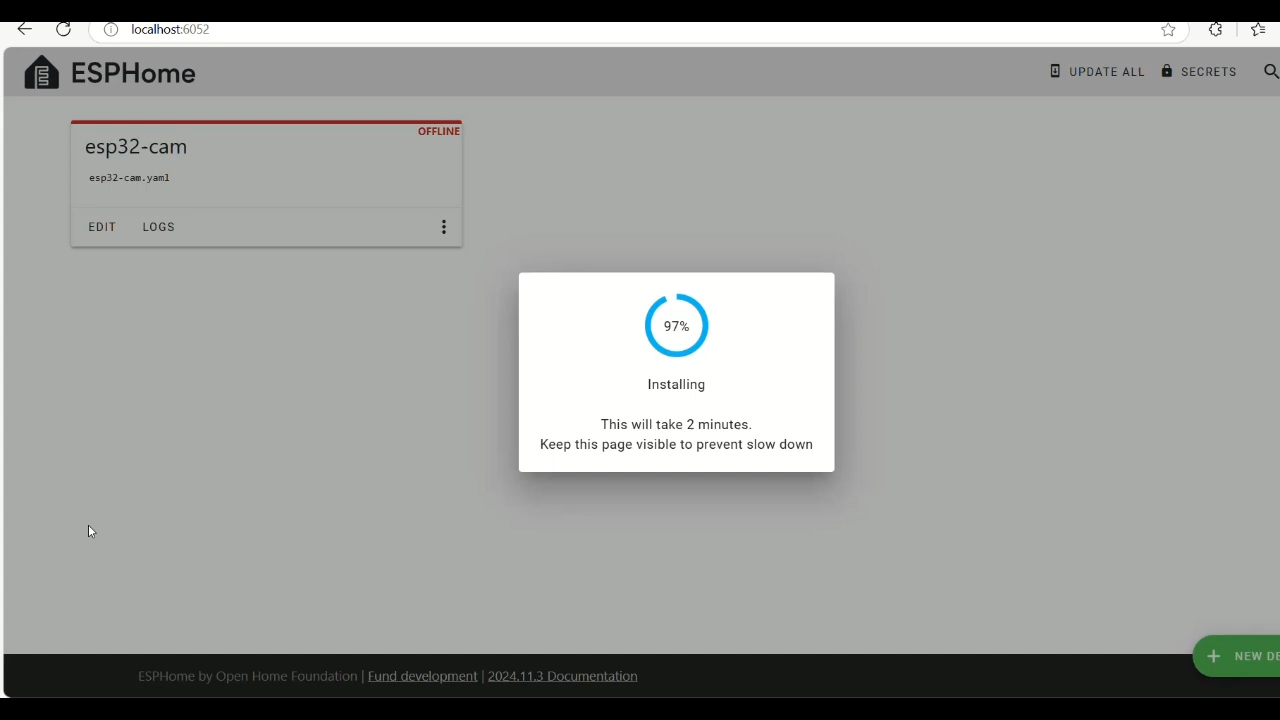 localhost:6052
ESPHome
UPDATE ALL
SECRETS
OFFLINE
esp32-cam
esp32-cam.yaml
EDIT
LOGS
97%
Installing
This will take 2 minutes.
Keep this page visible to prevent slow down
+ NEW DE
ESPHome by Open Home Foundation | Fund development | 2024.11.3 Documentation